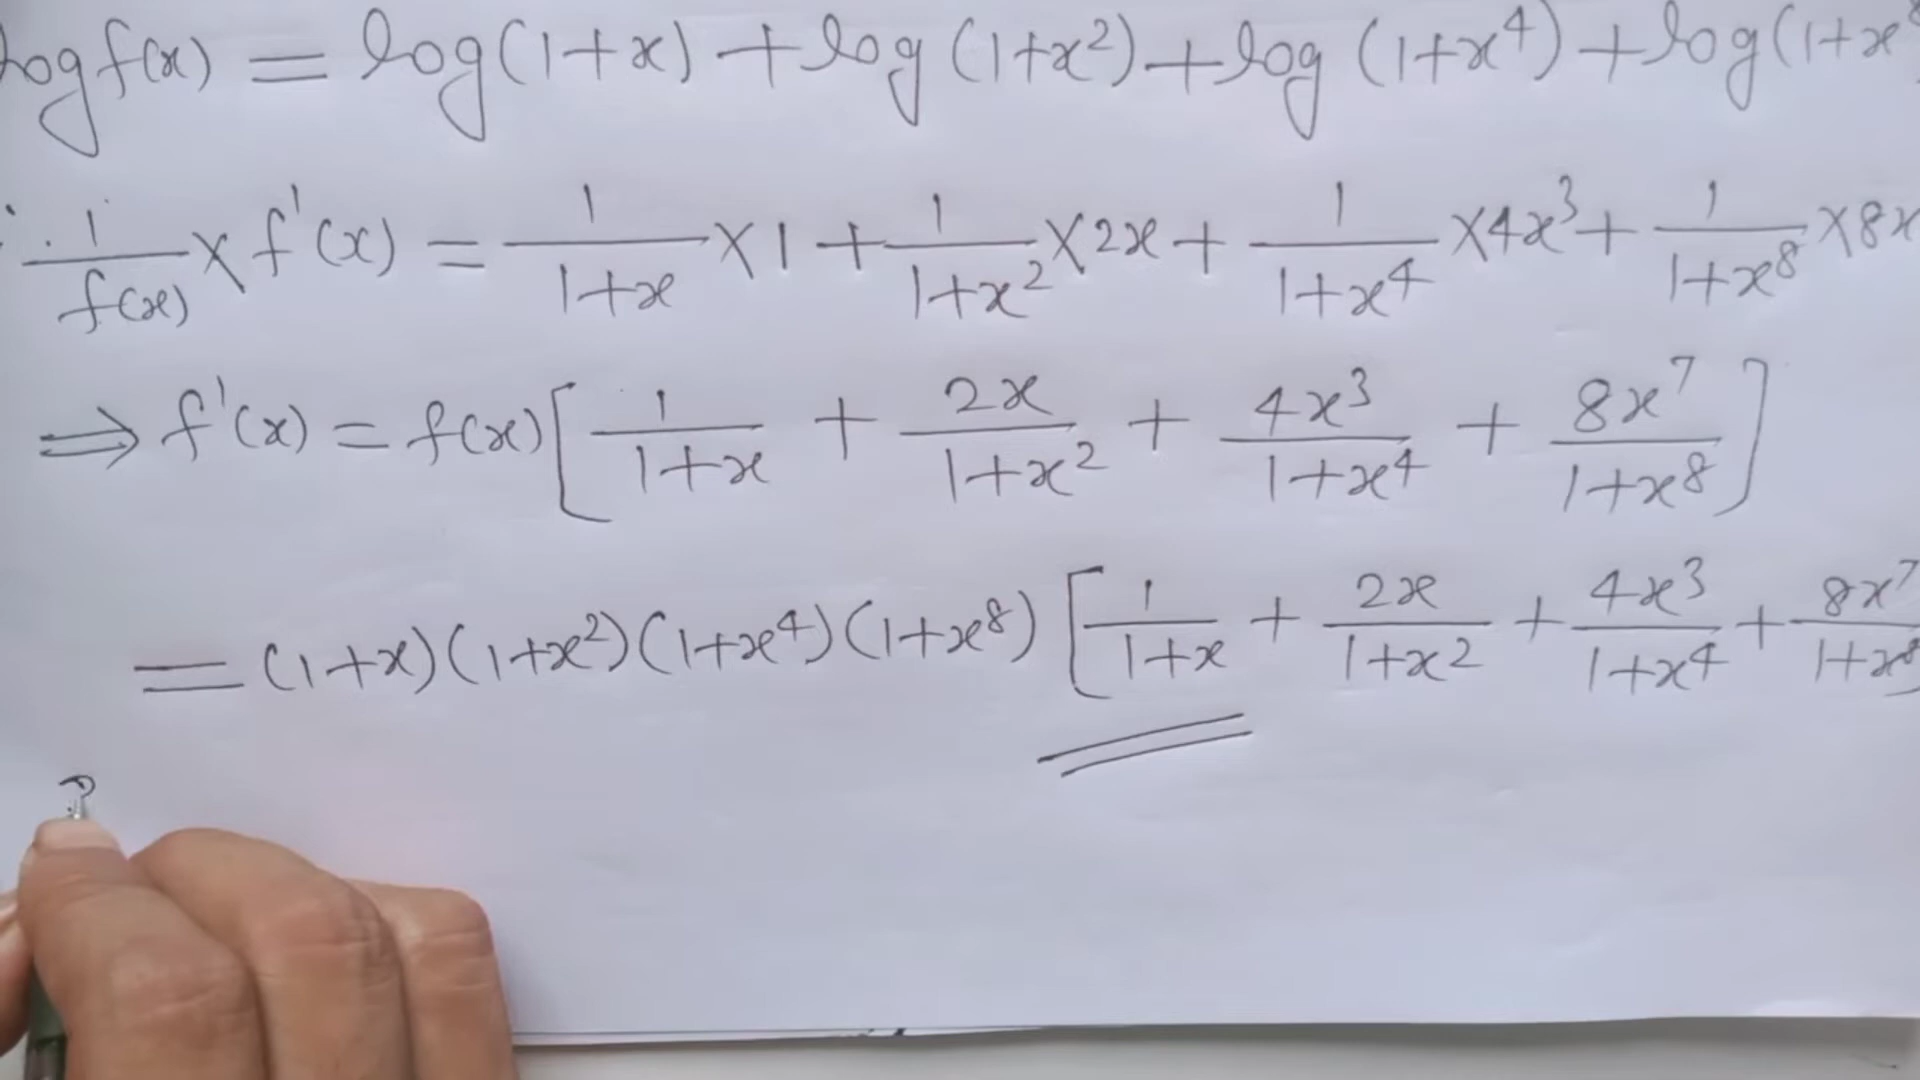 log f(x) = log(1+x) + log (1+x²) + log (1+x⁴) + log(1+x⁸
∴ 1/f(x) × f'(x) = 1/(1+x) × 1 + 1/(1+x²) × 2x + 1/(1+x⁴) × 4x³ + 1/(1+x⁸) × 8x
⇒ f'(x) = f(x) [ 1/(1+x) + 2x/(1+x²) + 4x³/(1+x⁴) + 8x⁷/(1+x⁸) ]
= (1+x)(1+x²)(1+x⁴)(1+x⁸) [ 1/(1+x) + 2x/(1+x²) + 4x³/(1+x⁴) + 8x⁷/(1+x⁸)